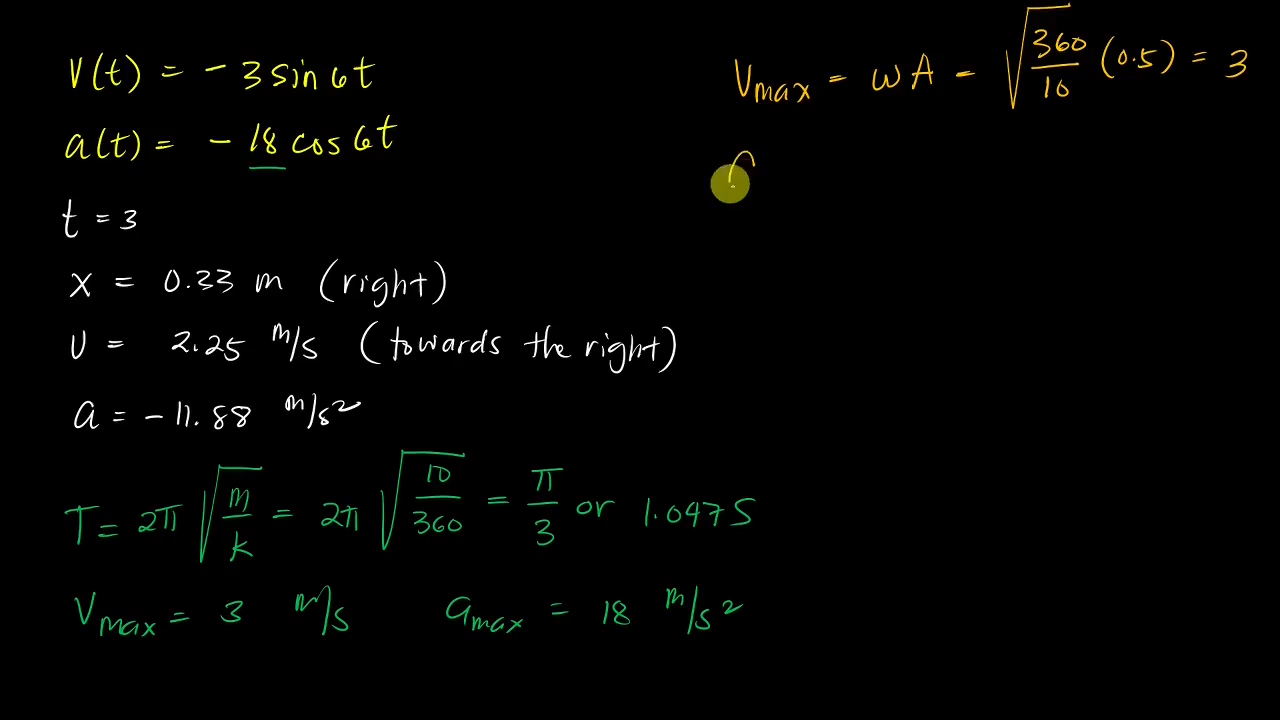 V(t) = - 3 sin 6t
a(t) = - 18 cos 6t
t = 3
x = 0.33 m (right)
v = 2.25 m/s (towards the right)
a = - 11.88 m/s²
T = 2π √(m/k) = 2π √(10/360) = π/3 or 1.047 S
Vmax = 3 m/s amax = 18 m/s²
Vmax = ωA = √(360/10) (0.5) = 3